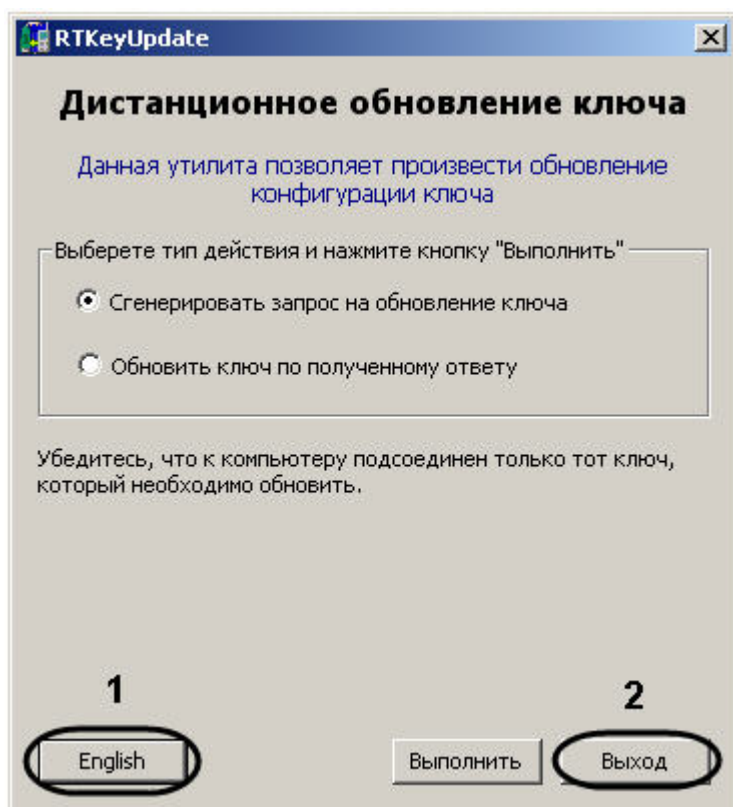 RTKeyUpdate
Дистанционное обновление ключа
Данная утилита позволяет произвести обновление
конфигурации ключа
Выберете тип действия и нажмите кнопку "Выполнить"
Сгенерировать запрос на обновление ключа
Обновить ключ по полученному ответу
Убедитесь, что к компьютеру подсоединен только тот ключ,
который необходимо обновить.
1
2
English
Выполнить
Выход